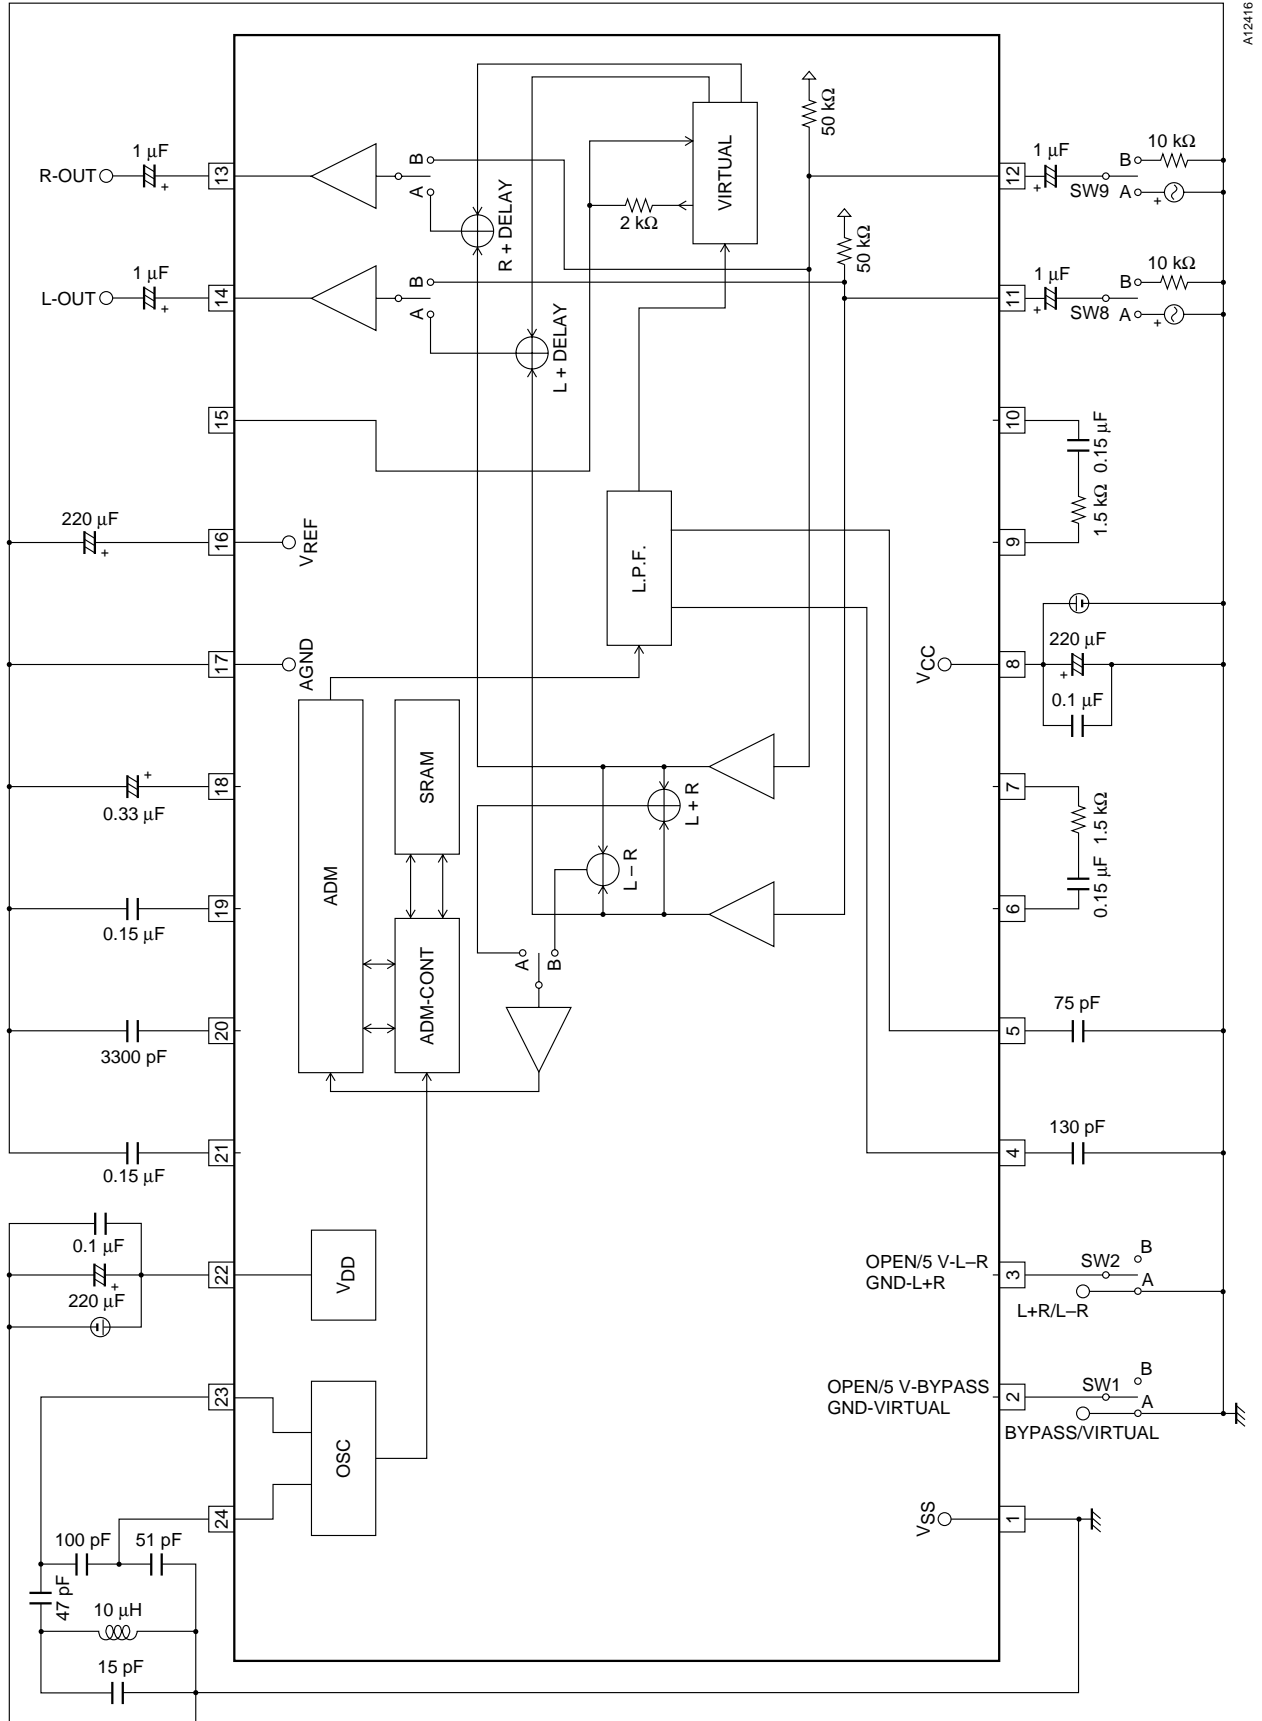 A12416
1 µF
R-OUT
+
13
B
A
R + DELAY
VIRTUAL
2 kΩ
50 kΩ
12
1 µF
+
SW9
B
10 kΩ
A
+
1 µF
L-OUT
+
14
B
A
L + DELAY
50 kΩ
11
1 µF
+
SW8
B
10 kΩ
A
+
15
10
0.15 µF
1.5 kΩ
9
220 µF
+
16
VREF
L.P.F.
17
AGND
VCC
8
220 µF
+
0.1 µF
+
0.33 µF
18
ADM
SRAM
L + R
L – R
7
1.5 kΩ
0.15 µF
6
0.15 µF
19
ADM-CONT
A
B
3300 pF
20
5
75 pF
0.15 µF
21
4
130 pF
0.1 µF
220 µF
+
22
VDD
OPEN/5 V-L–R
GND-L+R
3
SW2
B
A
L+R/L–R
23
OSC
OPEN/5 V-BYPASS
GND-VIRTUAL
2
SW1
B
A
BYPASS/VIRTUAL
24
VSS
1
100 pF
51 pF
47 pF
10 µH
15 pF